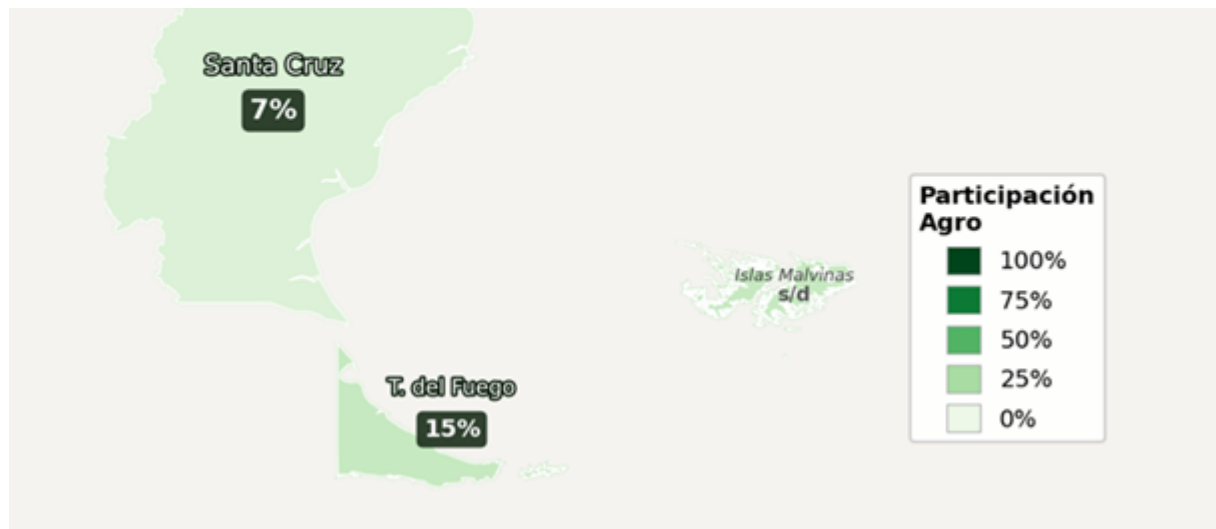 Santa Cruz
7%
Islas Malvinas
s/d
T. del Fuego
15%
Participación
Agro
100%
75%
50%
25%
0%